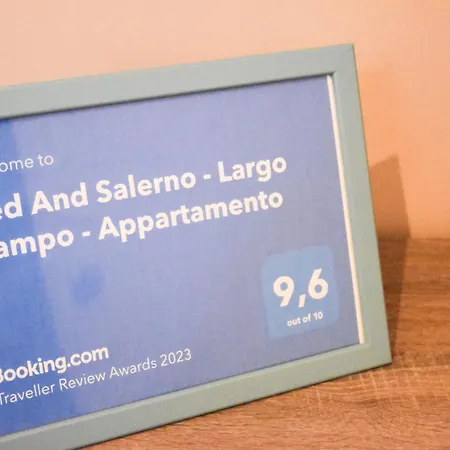 ome to
ed And Salerno - Largo
ampo - Appartamento
9,6
out of 10
Booking.com
Traveller Review Awards 2023